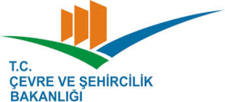 T.C.
ÇEVRE VE ŞEHİRCİLİK
BAKANLIĞI